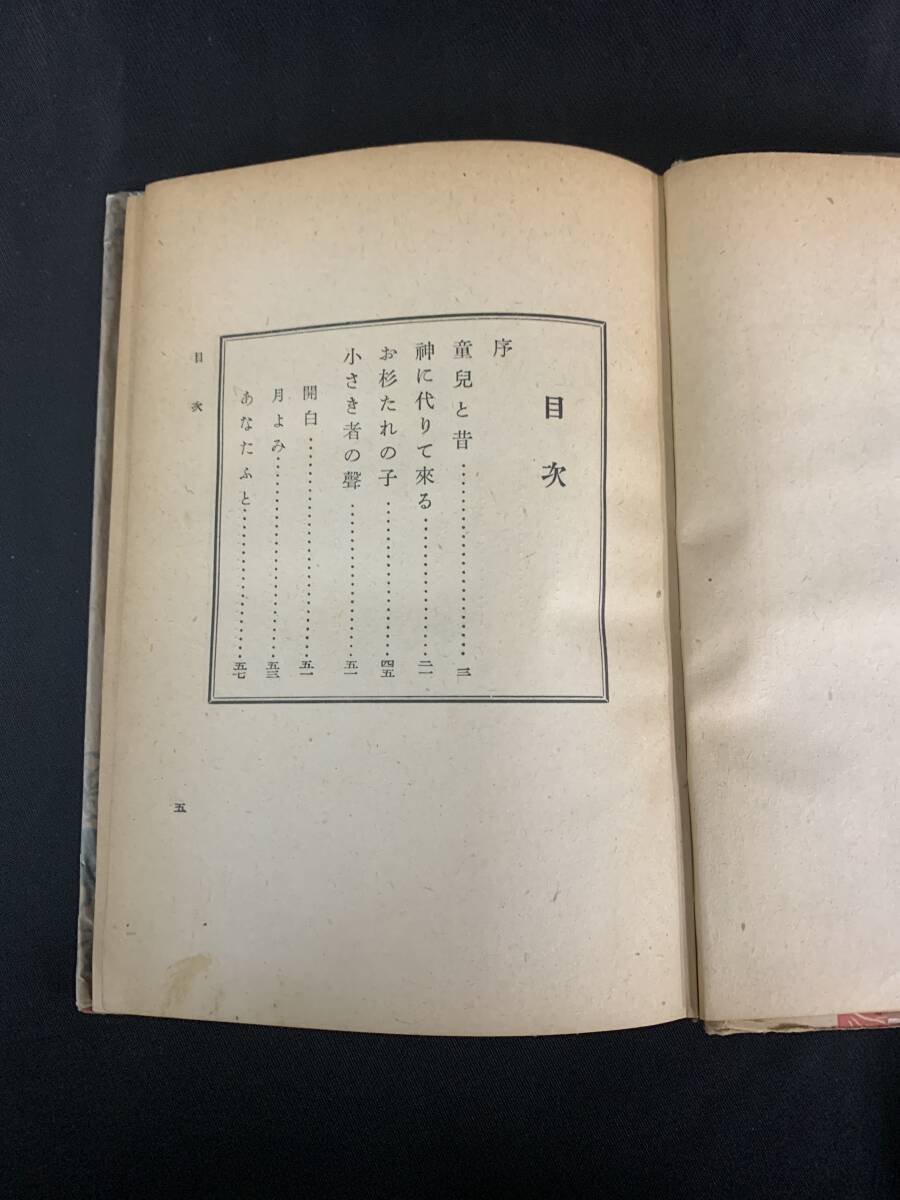 目次
序
童兒と昔……………………三
神に代りて來る……………………二一
お杉たれの子……………………四五
小さき者の聲……………………五一
開白……………………五一
月よみ……………………五三
あなたふと……………………五七
目次
五